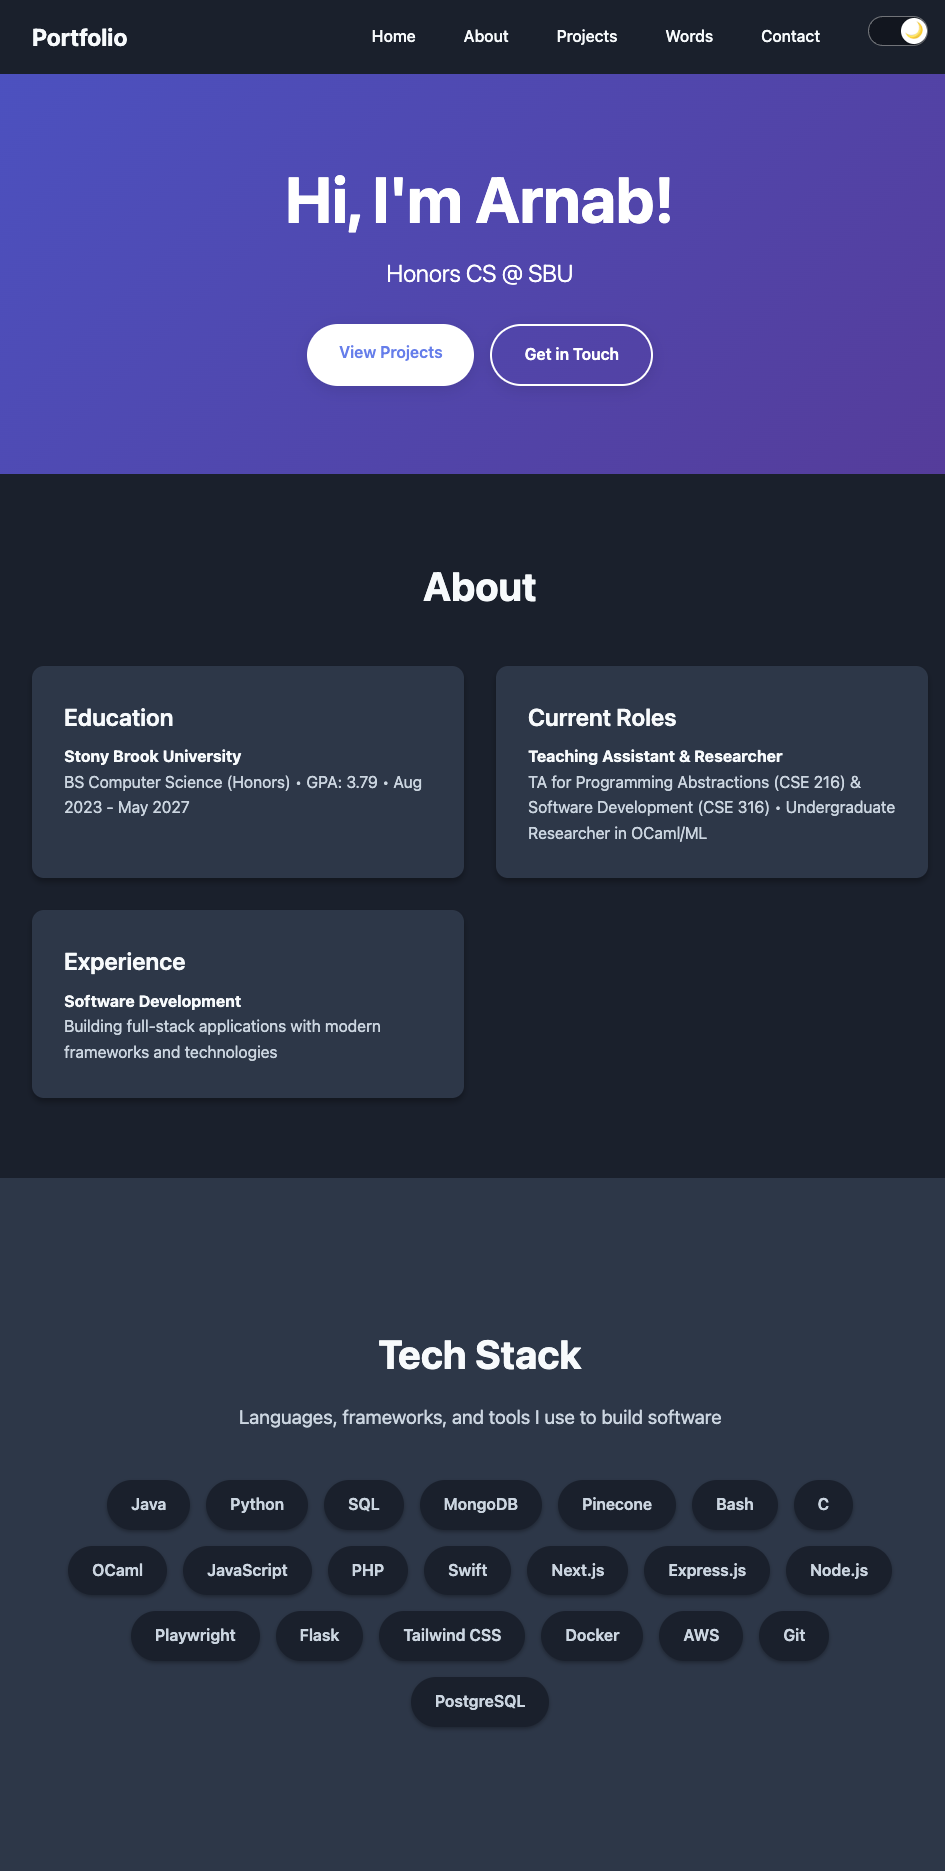 Portfolio
Home About Projects Words Contact
Hi, I'm Arnab!
Honors CS @ SBU
View Projects
Get in Touch
About
Education
Stony Brook University
BS Computer Science (Honors) • GPA: 3.79 • Aug
2023 - May 2027
Current Roles
Teaching Assistant & Researcher
TA for Programming Abstractions (CSE 216) &
Software Development (CSE 316) • Undergraduate
Researcher in OCaml/ML
Experience
Software Development
Building full-stack applications with modern
frameworks and technologies
Tech Stack
Languages, frameworks, and tools I use to build software
Java Python SQL MongoDB Pinecone Bash C
OCaml JavaScript PHP Swift Next.js Express.js Node.js
Playwright Flask Tailwind CSS Docker AWS Git
PostgreSQL